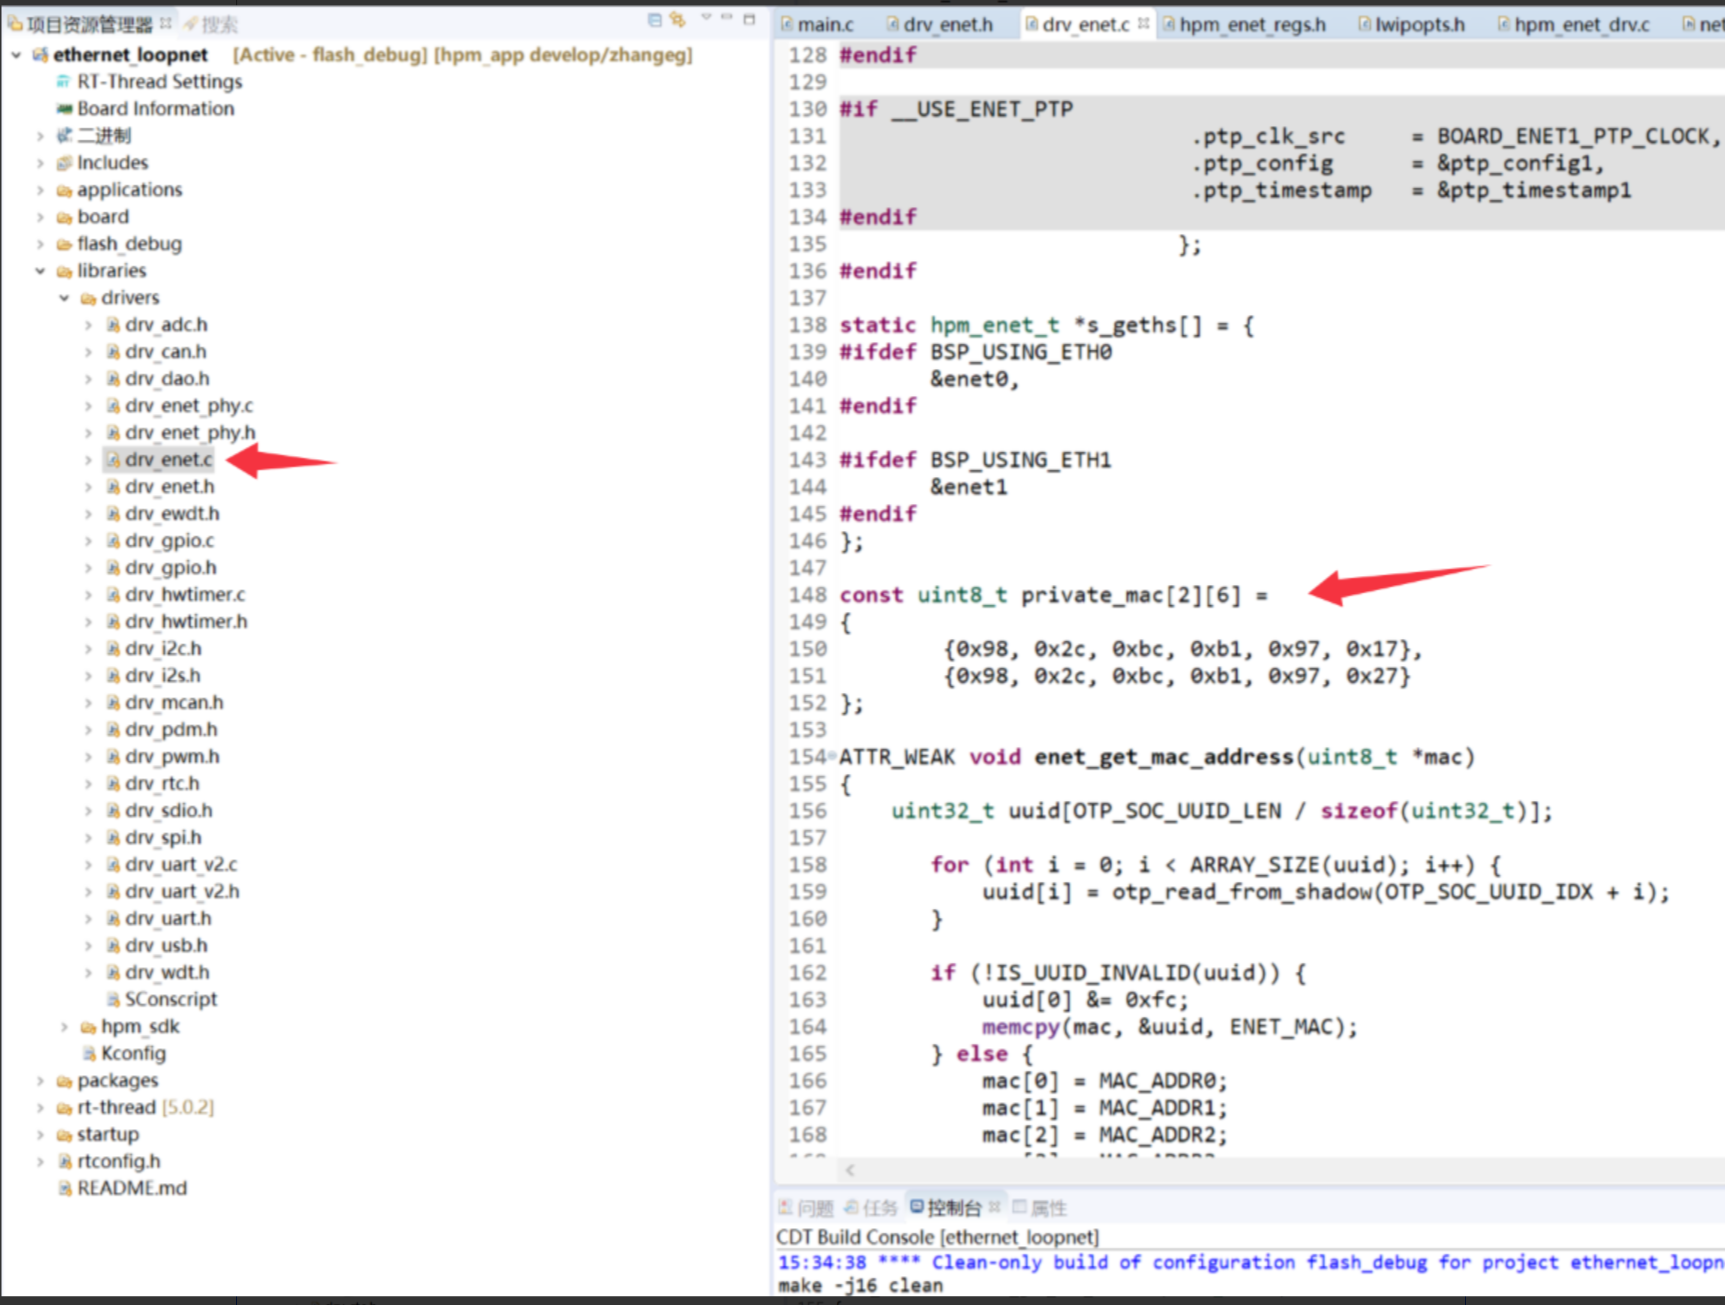 项目资源管理器
搜索
ethernet_loopnet [Active - flash_debug] [hpm_app develop/zhangeg]
RT-Thread Settings
Board Information
二进制
Includes
applications
board
flash_debug
libraries
drivers
drv_adc.h
drv_can.h
drv_dao.h
drv_enet_phy.c
drv_enet_phy.h
drv_enet.c
drv_enet.h
drv_ewdt.h
drv_gpio.c
drv_gpio.h
drv_hwtimer.c
drv_hwtimer.h
drv_i2c.h
drv_i2s.h
drv_mcan.h
drv_pdm.h
drv_pwm.h
drv_rtc.h
drv_sdio.h
drv_spi.h
drv_uart_v2.c
drv_uart_v2.h
drv_uart.h
drv_usb.h
drv_wdt.h
SConscript
hpm_sdk
Kconfig
packages
rt-thread [5.0.2]
startup
rtconfig.h
README.md
main.c drv_enet.h drv_enet.c hpm_enet_regs.h lwipopts.h hpm_enet_drv.c net
128 #endif
129
130 #if __USE_ENET_PTP
131 .ptp_clk_src = BOARD_ENET1_PTP_CLOCK,
132 .ptp_config = &ptp_config1,
133 .ptp_timestamp = &ptp_timestamp1
134 #endif
135 };
136 #endif
137
138 static hpm_enet_t *s_geths[] = {
139 #ifdef BSP_USING_ETH0
140 &enet0,
141 #endif
142
143 #ifdef BSP_USING_ETH1
144 &enet1
145 #endif
146 };
147
148 const uint8_t private_mac[2][6] =
149 {
150 {0x98, 0x2c, 0xbc, 0xb1, 0x97, 0x17},
151 {0x98, 0x2c, 0xbc, 0xb1, 0x97, 0x27}
152 };
153
154 ATTR_WEAK void enet_get_mac_address(uint8_t *mac)
155 {
156 uint32_t uuid[OTP_SOC_UUID_LEN / sizeof(uint32_t)];
157
158 for (int i = 0; i < ARRAY_SIZE(uuid); i++) {
159 uuid[i] = otp_read_from_shadow(OTP_SOC_UUID_IDX + i);
160 }
161
162 if (!IS_UUID_INVALID(uuid)) {
163 uuid[0] &= 0xfc;
164 memcpy(mac, &uuid, ENET_MAC);
165 } else {
166 mac[0] = MAC_ADDR0;
167 mac[1] = MAC_ADDR1;
168 mac[2] = MAC_ADDR2;
问题 任务 控制台 属性
CDT Build Console [ethernet_loopnet]
15:34:38 **** Clean-only build of configuration flash_debug for project ethernet_loopn
make -j16 clean